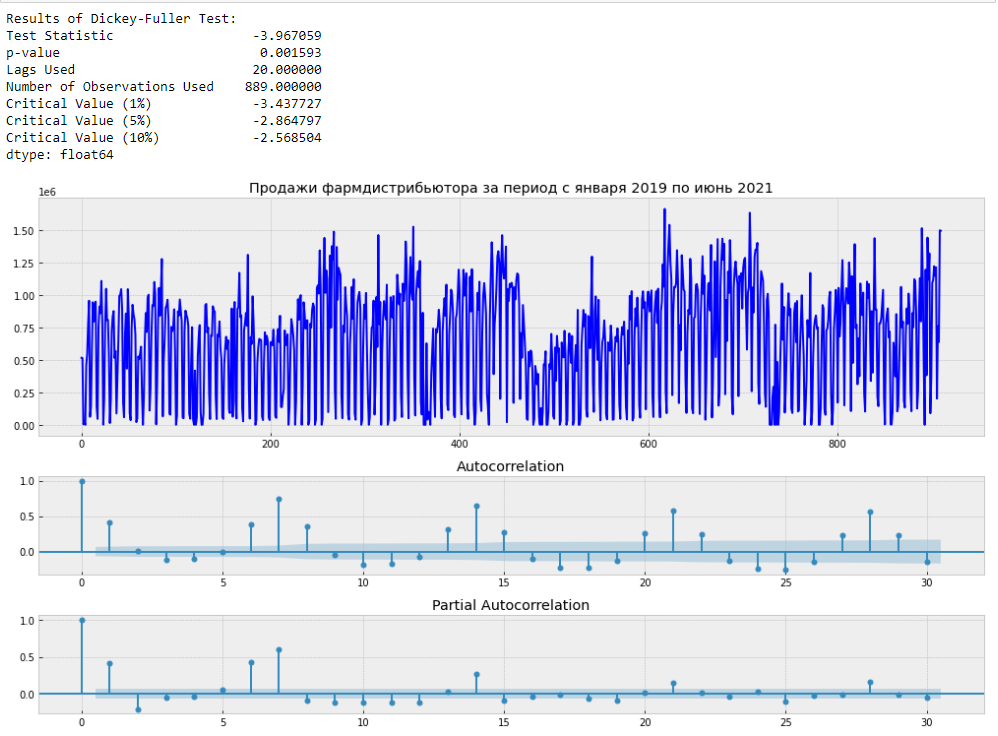 Results of Dickey-Fuller Test:
Test Statistic -3.967059
p-value 0.001593
Lags Used 20.000000
Number of Observations Used 889.000000
Critical Value (1%) -3.437727
Critical Value (5%) -2.864797
Critical Value (10%) -2.568504
dtype: float64
Продажи фармдистрибьютора за период с января 2019 по июнь 2021
1e6
1.50
1.25
1.00
0.75
0.50
0.25
0.00
0 200 400 600 800
Autocorrelation
1.0
0.5
0.0
0 5 10 15 20 25 30
Partial Autocorrelation
1.0
0.5
0.0
0 5 10 15 20 25 30